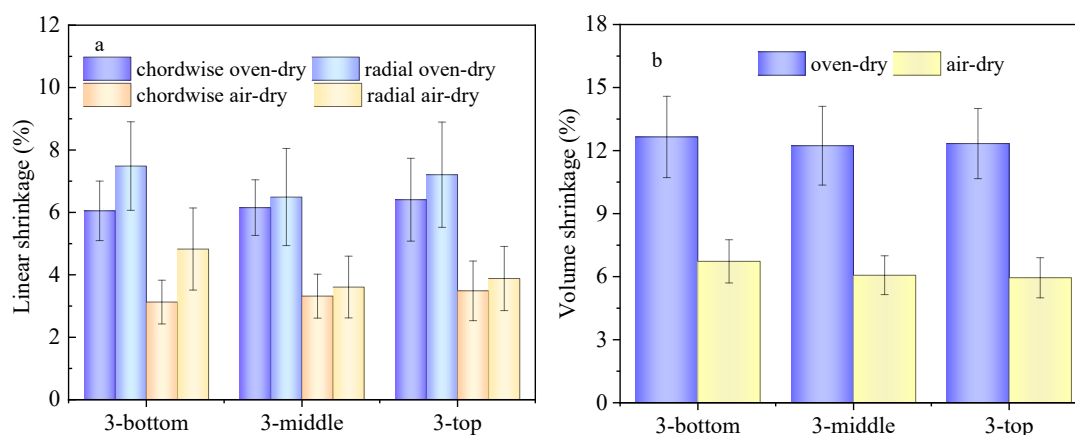 a
chordwise oven-dry
radial oven-dry
chordwise air-dry
radial air-dry
Linear shrinkage (%)
12
10
8
6
4
2
0
3-bottom
3-middle
3-top
b
oven-dry
air-dry
Volume shrinkage (%)
18
15
12
9
6
3
0
3-bottom
3-middle
3-top